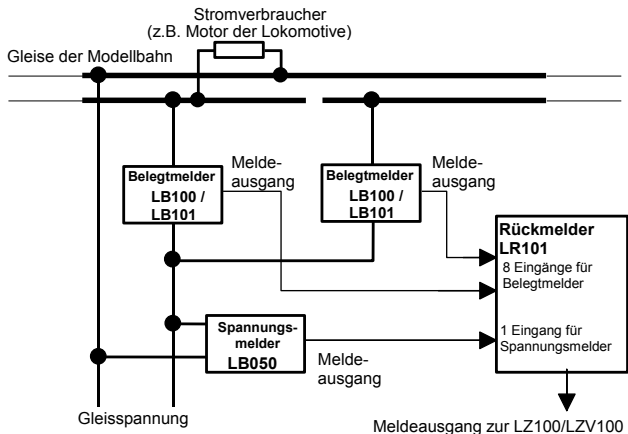 Stromverbraucher
(z.B. Motor der Lokomotive)
Gleise der Modellbahn
Belegtmelder
LB100 /
LB101
Melde-
ausgang
Belegtmelder
LB100 /
LB101
Melde-
ausgang
Rückmelder
LR101
8 Eingänge für
Belegtmelder
1 Eingang für
Spannungsmelder
Spannungs-
melder
LB050
Melde-
ausgang
Gleisspannung
Meldeausgang zur LZ100/LZV100